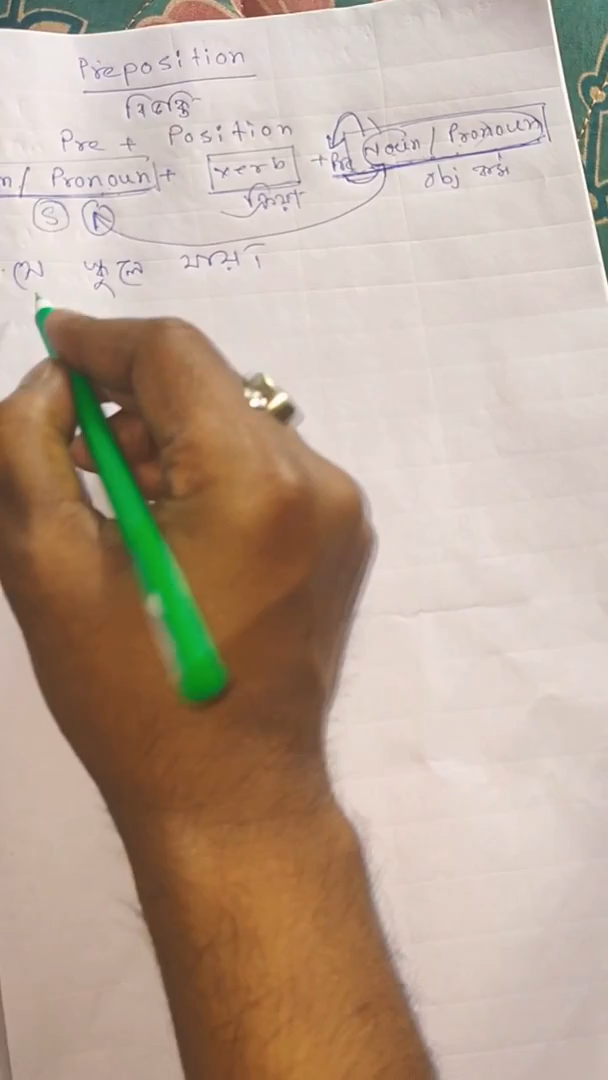 Preposition
বিভক্তি
Pre + Position
n / Pronoun + verb + Pre Noun / Pronoun
ক্রিয়া obj কর্ম
S N
সে স্কুলে যায়।